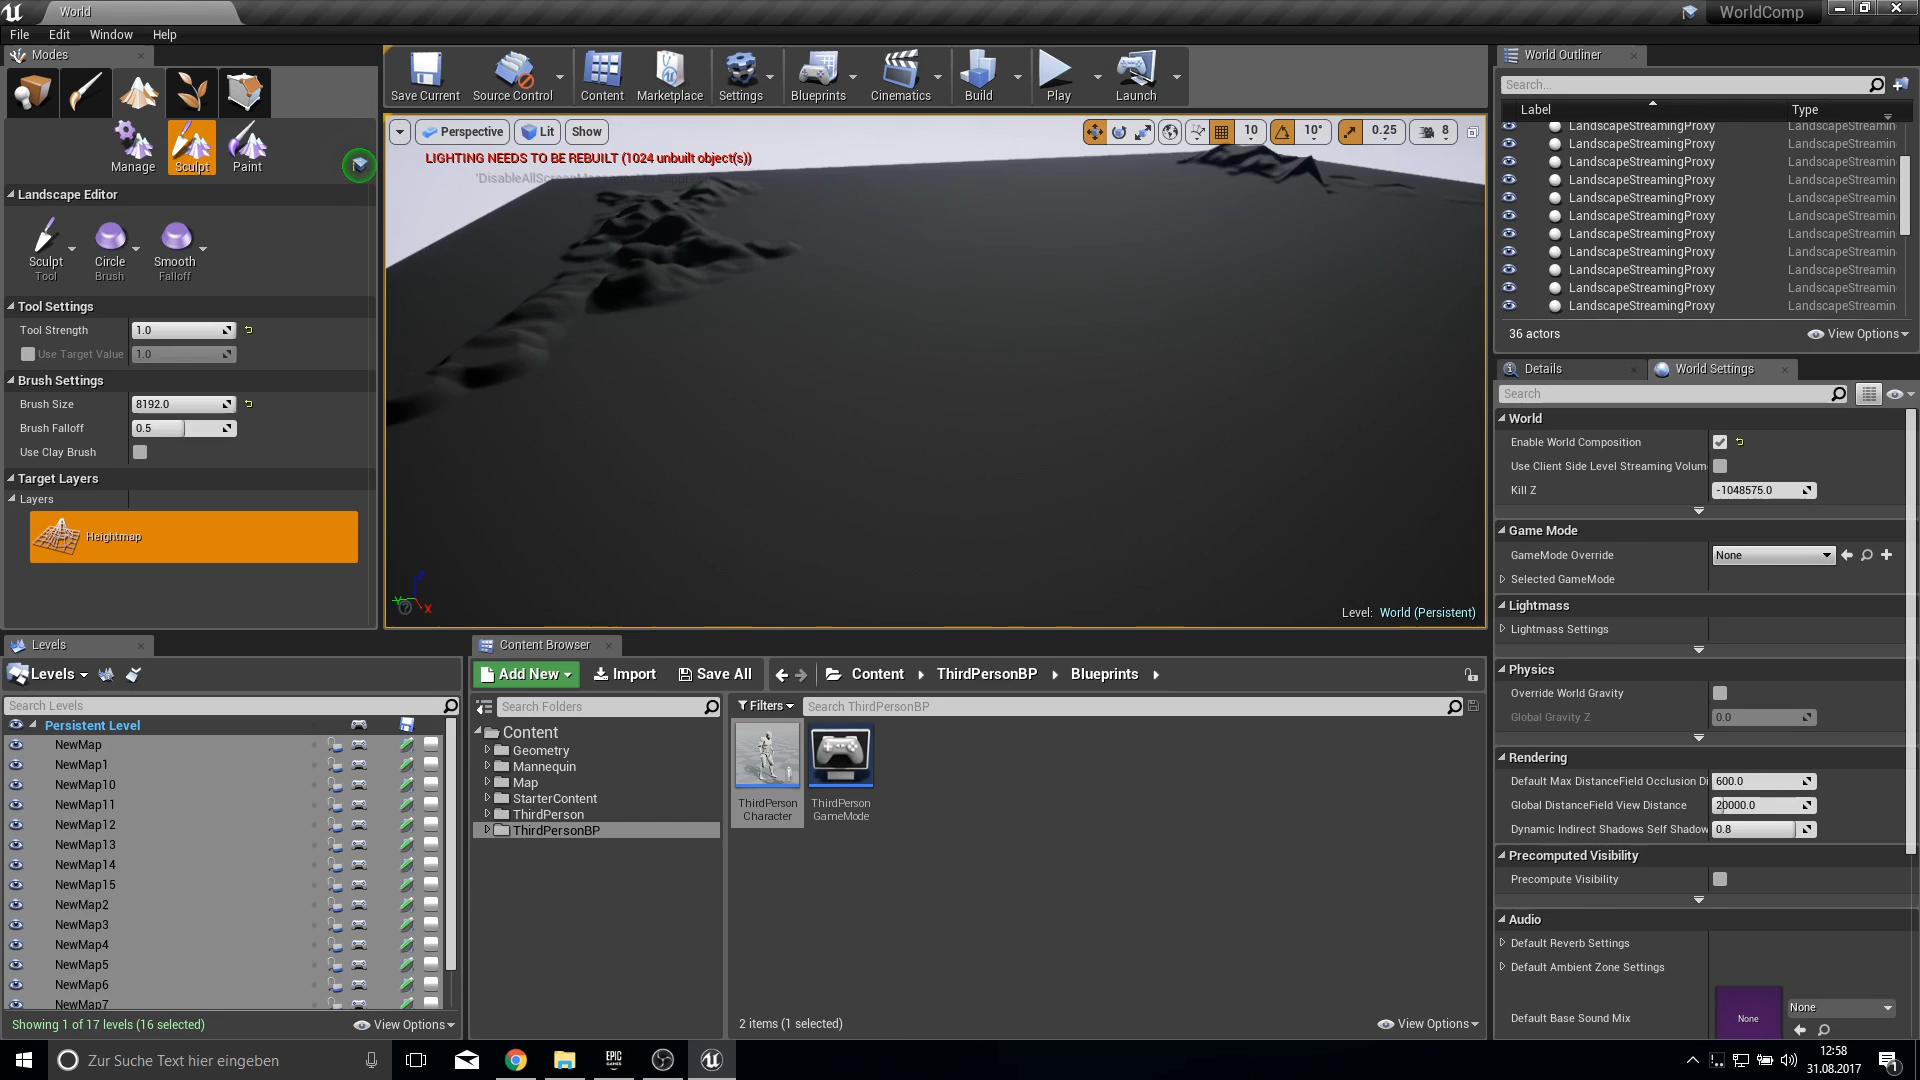 World
WorldComp
File Edit Window Help
Modes
Manage Sculpt Paint
Landscape Editor
Sculpt Circle Smooth
Tool Brush Falloff
Tool Settings
Tool Strength 1.0
Use Target Value 1.0
Brush Settings
Brush Size 8192.0
Brush Falloff 0.5
Use Clay Brush
Target Layers
Layers
Heightmap
Save Current Source Control Content Marketplace Settings Blueprints Cinematics Build Play Launch
Perspective Lit Show 10 10° 0.25 8
LIGHTING NEEDS TO BE REBUILT (1024 unbuilt object(s))
Z
Y
X
Level: World (Persistent)
World Outliner
Search...
Label Type
LandscapeStreamingProxy LandscapeStreamin
LandscapeStreamingProxy LandscapeStreamin
LandscapeStreamingProxy LandscapeStreamin
LandscapeStreamingProxy LandscapeStreamin
LandscapeStreamingProxy LandscapeStreamin
LandscapeStreamingProxy LandscapeStreamin
LandscapeStreamingProxy LandscapeStreamin
LandscapeStreamingProxy LandscapeStreamin
LandscapeStreamingProxy LandscapeStreamin
LandscapeStreamingProxy LandscapeStreamin
LandscapeStreamingProxy LandscapeStreamin
36 actors View Options
Details World Settings
Search
World
Enable World Composition
Use Client Side Level Streaming Volum
Kill Z -1048575.0
Game Mode
GameMode Override None
Selected GameMode
Lightmass
Lightmass Settings
Physics
Override World Gravity
Global Gravity Z 0.0
Rendering
Default Max DistanceField Occlusion Di 600.0
Global DistanceField View Distance 20000.0
Dynamic Indirect Shadows Self Shadow 0.8
Precomputed Visibility
Precompute Visibility
Audio
Default Reverb Settings
Default Ambient Zone Settings
Default Base Sound Mix None None
Levels
Levels
Search Levels
Persistent Level
NewMap
NewMap1
NewMap10
NewMap11
NewMap12
NewMap13
NewMap14
NewMap15
NewMap2
NewMap3
NewMap4
NewMap5
NewMap6
NewMap7
Showing 1 of 17 levels (16 selected) View Options
Content Browser
Add New Import Save All Content ThirdPersonBP Blueprints
Search Folders
Content
Geometry
Mannequin
Map
StarterContent
ThirdPerson
ThirdPersonBP
Filters Search ThirdPersonBP
ThirdPerson
Character
ThirdPerson
GameMode
2 items (1 selected) View Options
Zur Suche Text hier eingeben
EPIC
GAMES
12:58
31.08.2017
1